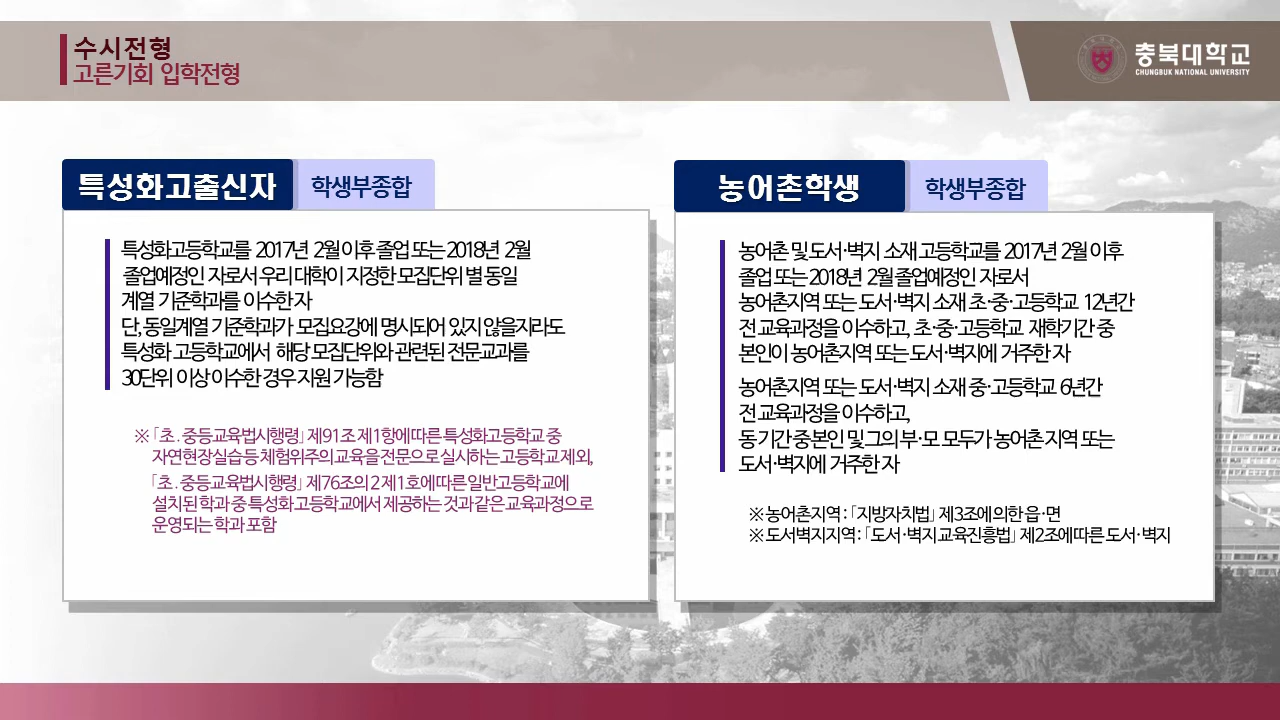 수시전형
고른기회 입학전형
충북대학교
CHUNGBUK NATIONAL UNIVERSITY
특성화고출신자
학생부종합
특성화고등학교를 2017년 2월 이후 졸업 또는 2018년 2월
졸업예정인 자로서 우리 대학이 지정한 모집단위 별 동일
계열 기준학과를 이수한 자
단, 동일계열 기준학과가 모집요강에 명시되어 있지 않을지라도
특성화 고등학교에서 해당 모집단위와 관련된 전문교과를
30단위 이상 이수한 경우 지원 가능함
※ 「초 . 중등교육법시행령」 제91조 제1항에 따른 특성화고등학교 중
자연현장실습 등 체험위주의 교육을 전문으로 실시하는 고등학교 제외,
「초 . 중등교육법시행령」 제76조의 2 제1호에 따른 일반고등학교에
설치된 학과 중 특성화 고등학교에서 제공하는 것과 같은 교육과정으로
운영되는 학과 포함
농어촌학생
학생부종합
농어촌 및 도서·벽지 소재 고등학교를 2017년 2월 이후
졸업 또는 2018년 2월 졸업예정인 자로서
농어촌지역 또는 도서·벽지 소재 초·중·고등학교 12년간
전 교육과정을 이수하고, 초·중·고등학교 재학기간 중
본인이 농어촌지역 또는 도서·벽지에 거주한 자
농어촌지역 또는 도서·벽지 소재 중·고등학교 6년간
전 교육과정을 이수하고,
동 기간 중 본인 및 그의 부·모 모두가 농어촌 지역 또는
도서·벽지에 거주한 자
※ 농어촌지역 : 「지방자치법」 제3조에 의한 읍·면
※ 도서벽지지역 : 「도서·벽지 교육진흥법」 제2조에 따른 도서·벽지